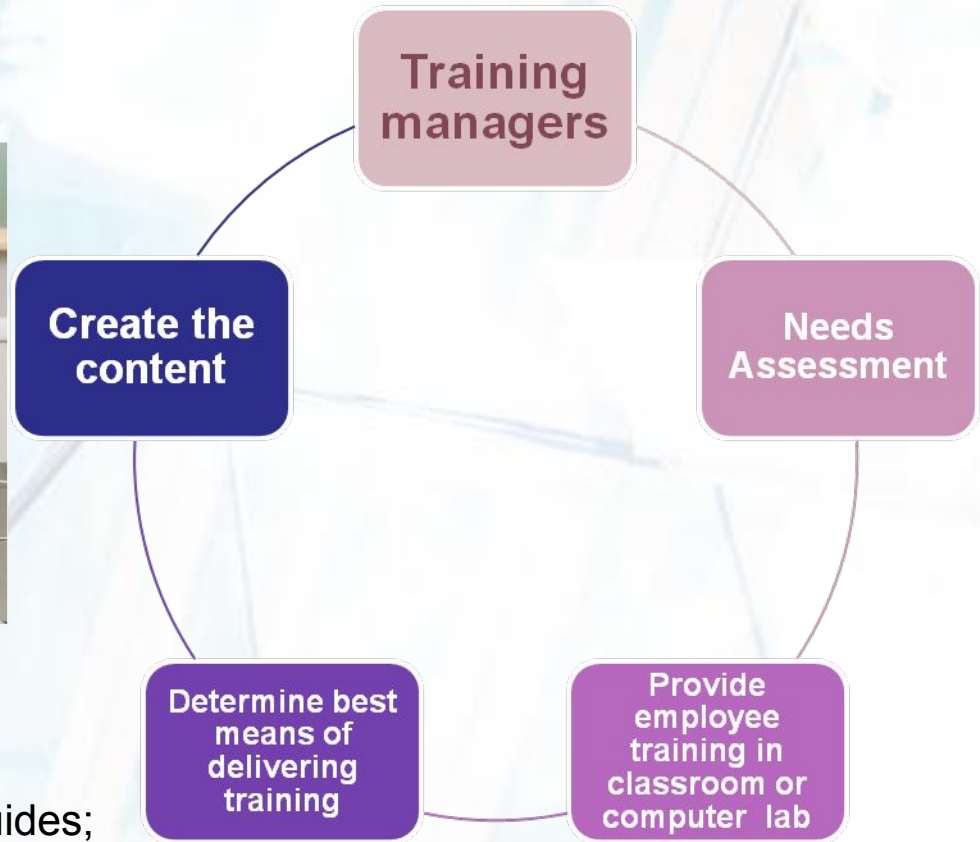 Training
managers
Needs
Assessment
Provide
employee
training in
classroom or
computer lab
Determine best
means of
delivering
training
Create the
content